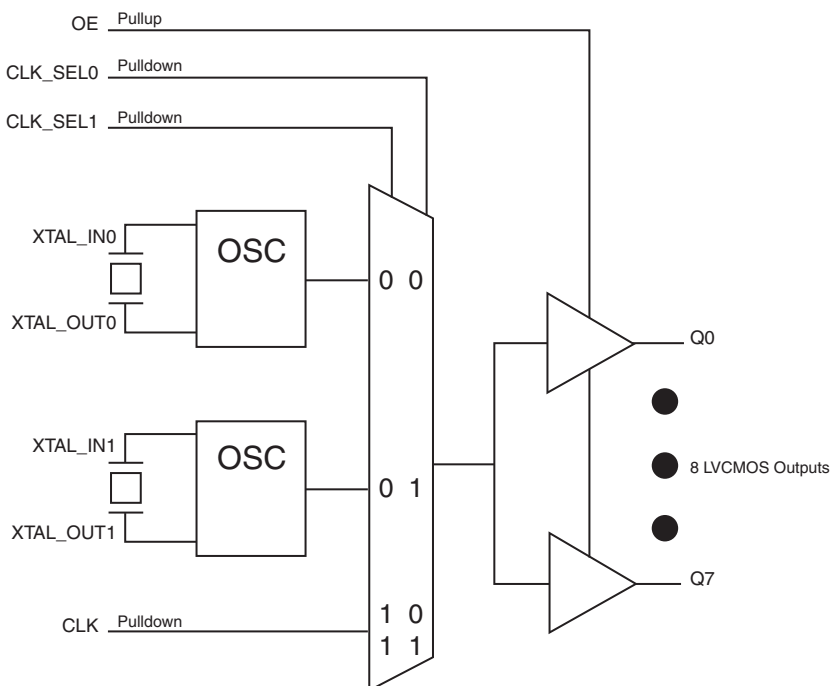 OE Pullup
CLK_SEL0 Pulldown
CLK_SEL1 Pulldown
XTAL_IN0
OSC
0 0
XTAL_OUT0
Q0
XTAL_IN1
OSC
8 LVCMOS Outputs
0 1
XTAL_OUT1
Q7
1 0
CLK Pulldown
1 1